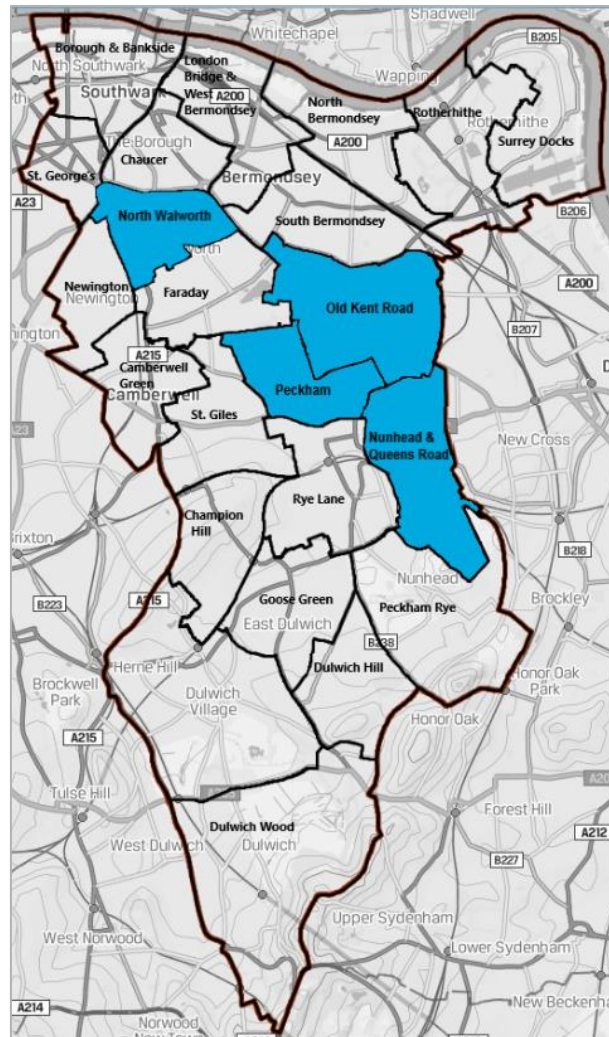 Shadwell
Whitechapel
B205
Borough & Bankside
North Southwark
London
Bridge &
West
Bermondsey
Southwark
A200
Wapping
North
Bermondsey
Rotherhithe
Rotherhithe
A200
Surrey Docks
The Borough
Chaucer
St. George's
Bermondsey
A23
North Walworth
South Bermondsey
B206
Newington
Newington
Faraday
Old Kent Road
A200
B207
A215
Camberwell
Green
Camberwell
Peckham
St. Giles
Nunhead &
Queens Road
New Cross
Rye Lane
Champion
Hill
Brixton
B218
Nunhead
Goose Green
East Dulwich
Peckham Rye
Brockley
B223
A215
B238
Dulwich Hill
Herne Hill
Brockwell
Park
Dulwich
Village
Honor Oak
Park
Honor Oak
A215
Tulse Hill
Forest Hill
A212
Dulwich Wood
Dulwich
West Dulwich
B227
Upper Sydenham
West Norwood
Lower Sydenham
A214
Norwood
New Town
New Beckenha